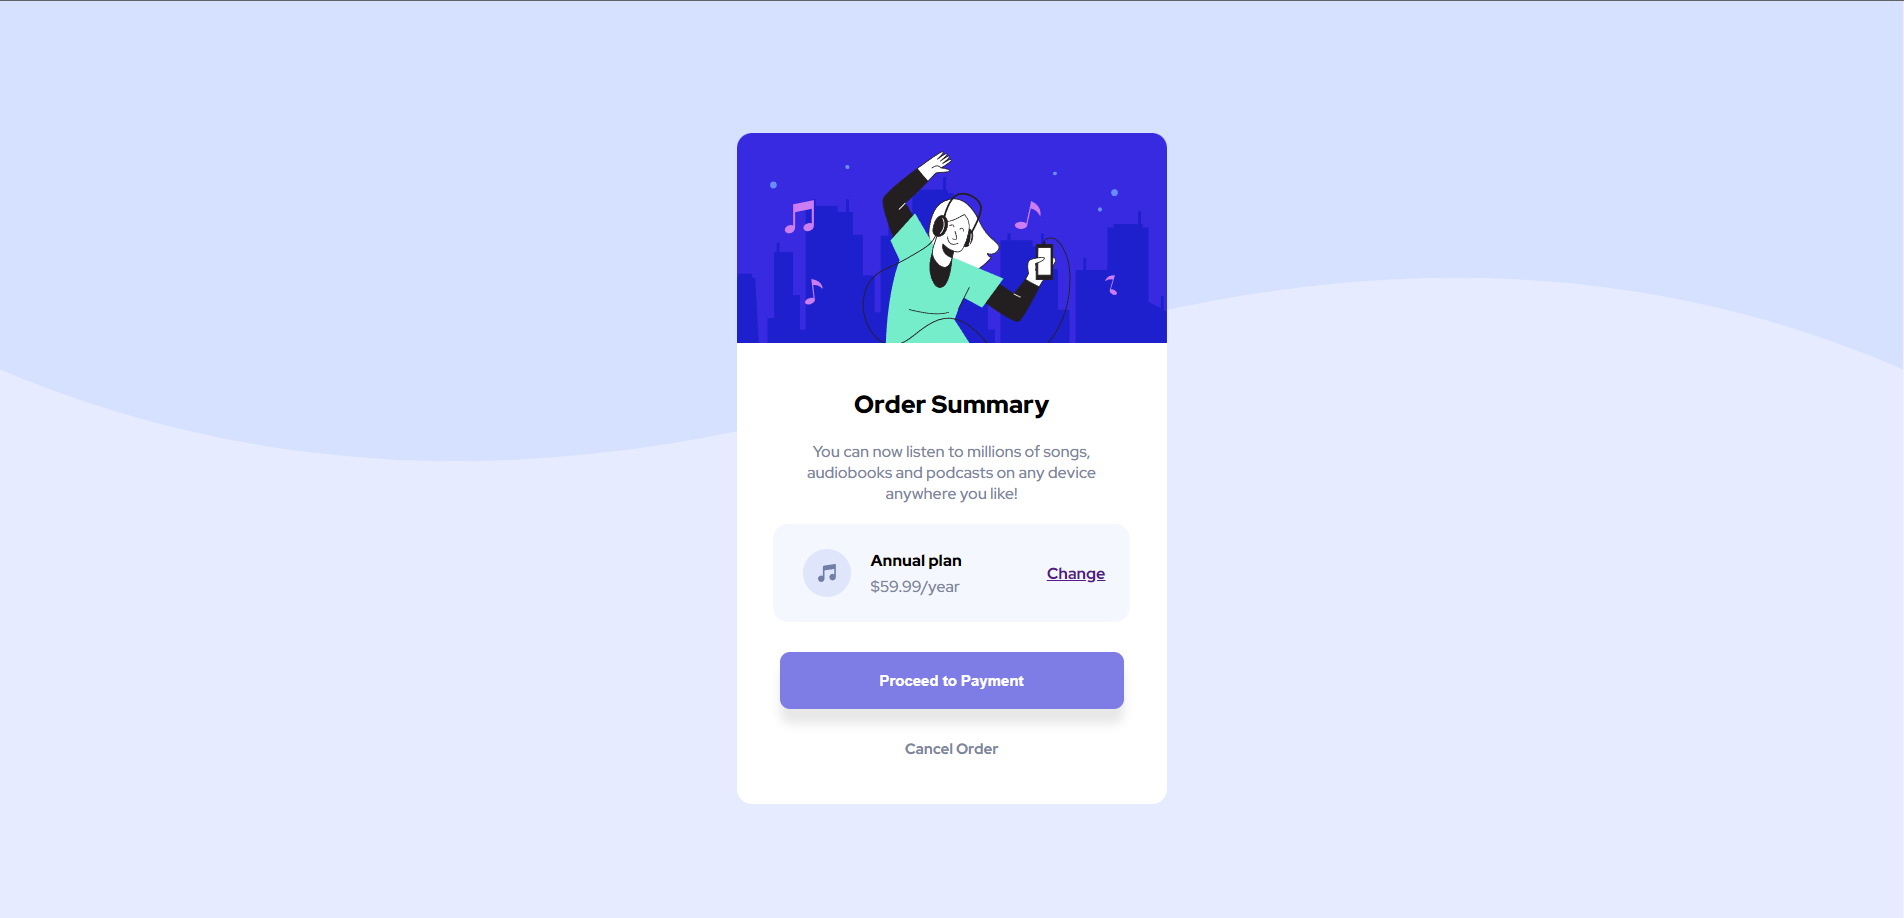 Order Summary
You can now listen to millions of songs,
audiobooks and podcasts on any device
anywhere you like!
Annual plan
$59.99/year
Change
Proceed to Payment
Cancel Order